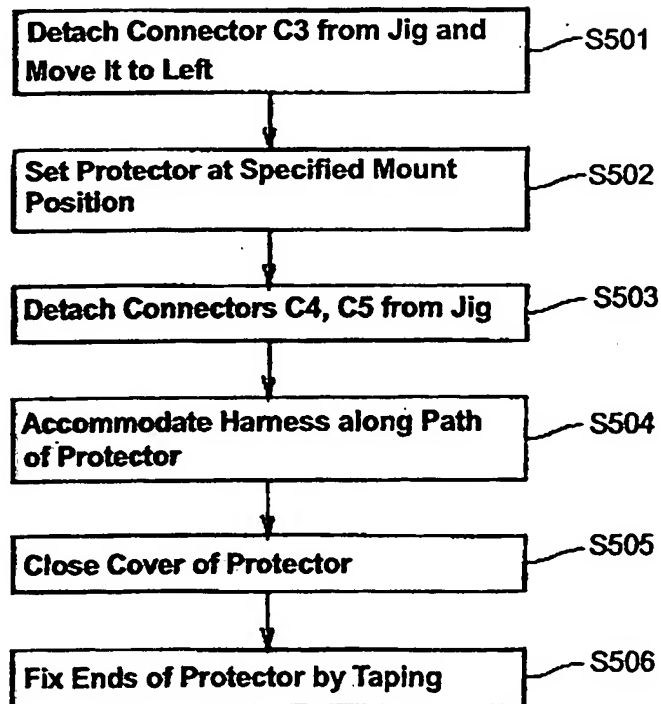 Detach Connector C3 from Jig and
Move It to Left
S501
Set Protector at Specified Mount
Position
S502
Detach Connectors C4, C5 from Jig
S503
Accommodate Harness along Path
of Protector
S504
Close Cover of Protector
S505
Fix Ends of Protector by Taping
S506